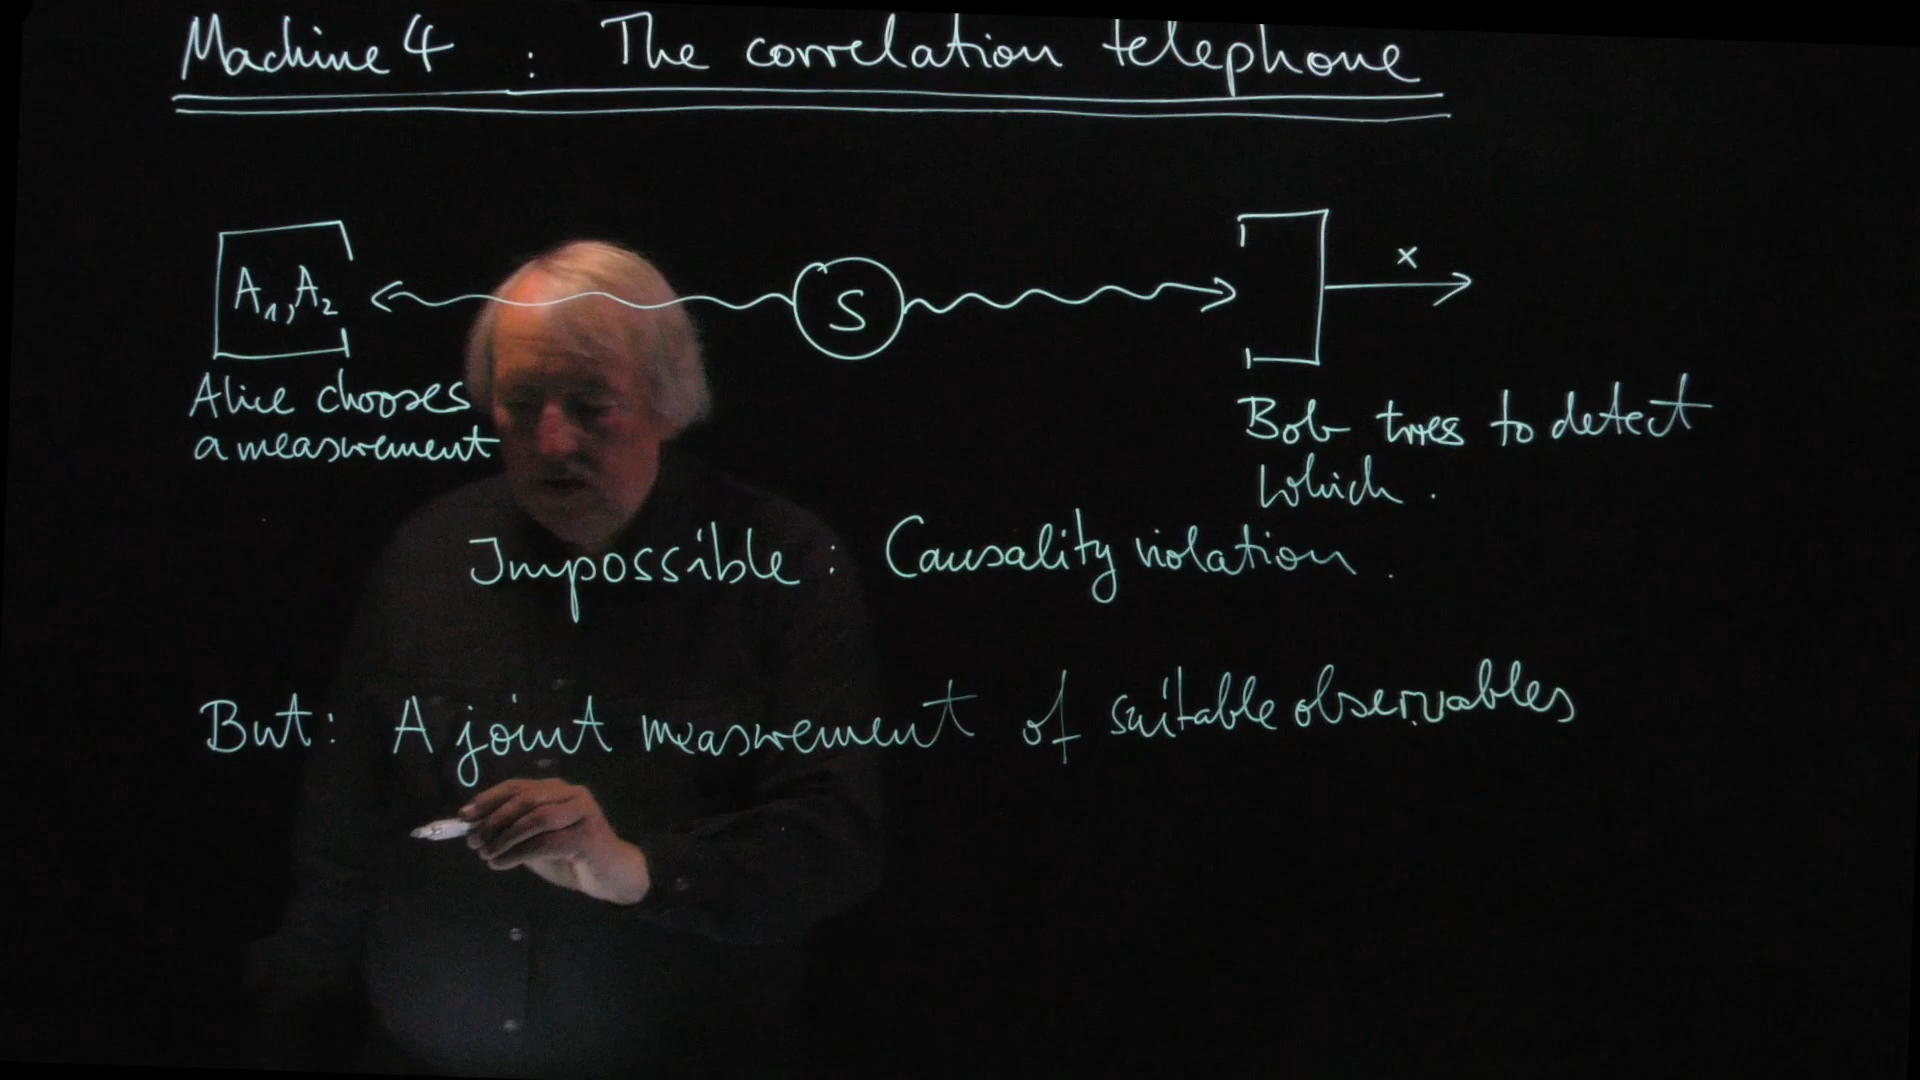 Machine 4 : The correlation telephone
A₁, A₂
S
x
Alice chooses
a measurement
Bob tries to detect
which.
Impossible: Causality violation.
But: A joint measurement of suitable observables